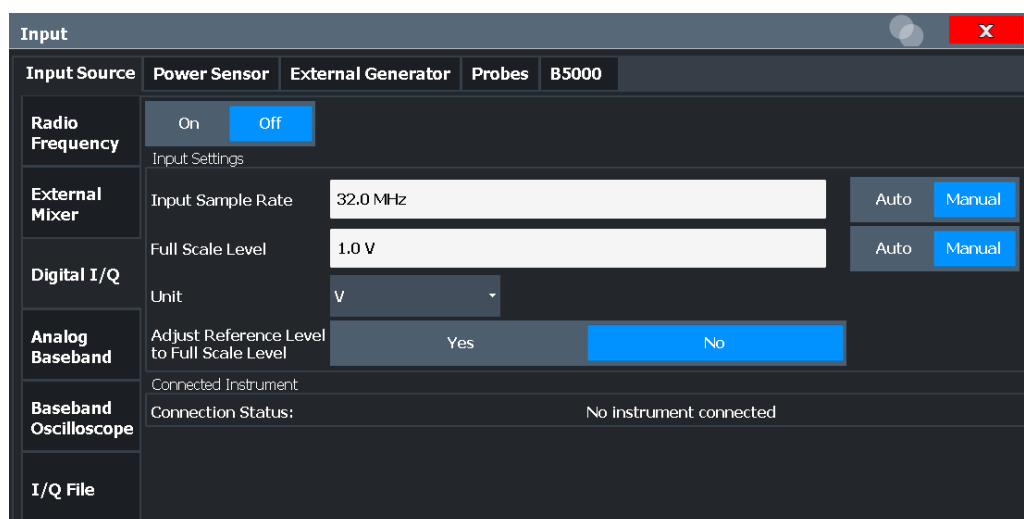 Input
X
Input Source Power Sensor External Generator Probes B5000
Radio
Frequency
On Off
Input Settings
External
Mixer
Input Sample Rate 32.0 MHz Auto Manual
Full Scale Level 1.0 V Auto Manual
Digital I/Q
Unit V
Analog
Baseband
Adjust Reference Level
to Full Scale Level
Yes No
Connected Instrument
Baseband
Oscilloscope
Connection Status: No instrument connected
I/Q File